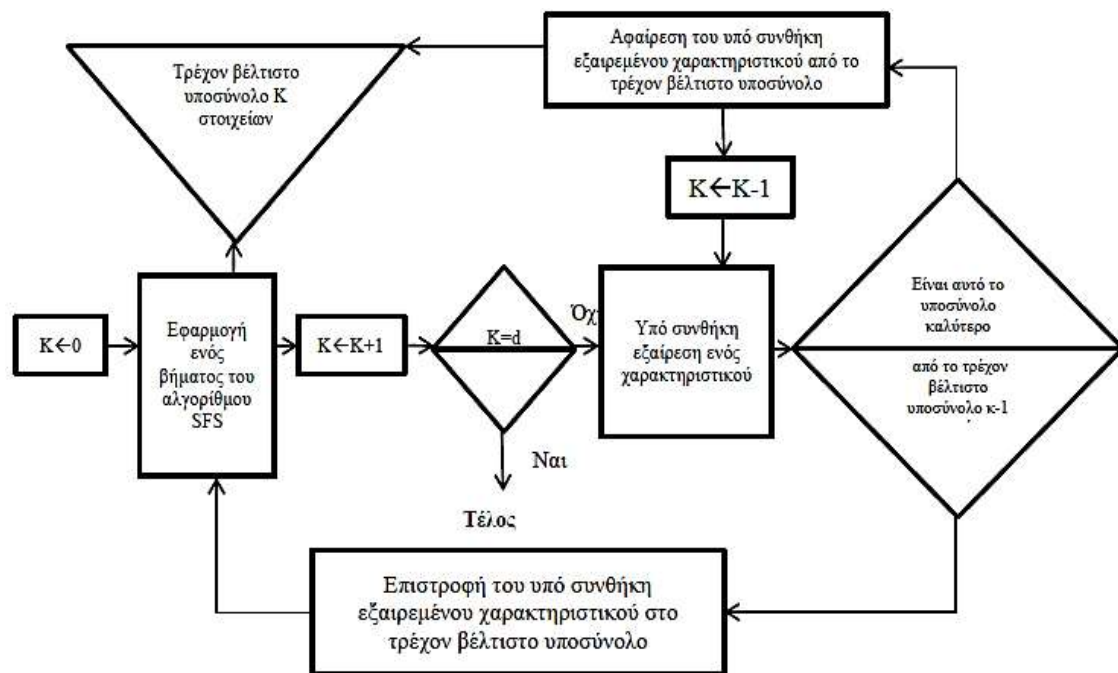 Τρέχον βέλτιστο
υποσύνολο Κ
στοιχείων
Αφαίρεση του υπό συνθήκη
εξαιρεμένου χαρακτηριστικού από το
τρέχον βέλτιστο υποσύνολο
Κ←Κ-1
Κ←0
Εφαρμογή
ενός
βήματος του
αλγορίθμου
SFS
Κ←Κ+1
K=d
Όχ
Υπό συνθήκη
εξαίρεση ενός
χαρακτηριστικού
Είναι αυτό το
υποσύνολο
καλύτερο
από το τρέχον
βέλτιστο
υποσύνολο κ-1
Ναι
Τέλος
Επιστροφή του υπό συνθήκη
εξαιρεμένου χαρακτηριστικού στο
τρέχον βέλτιστο υποσύνολο